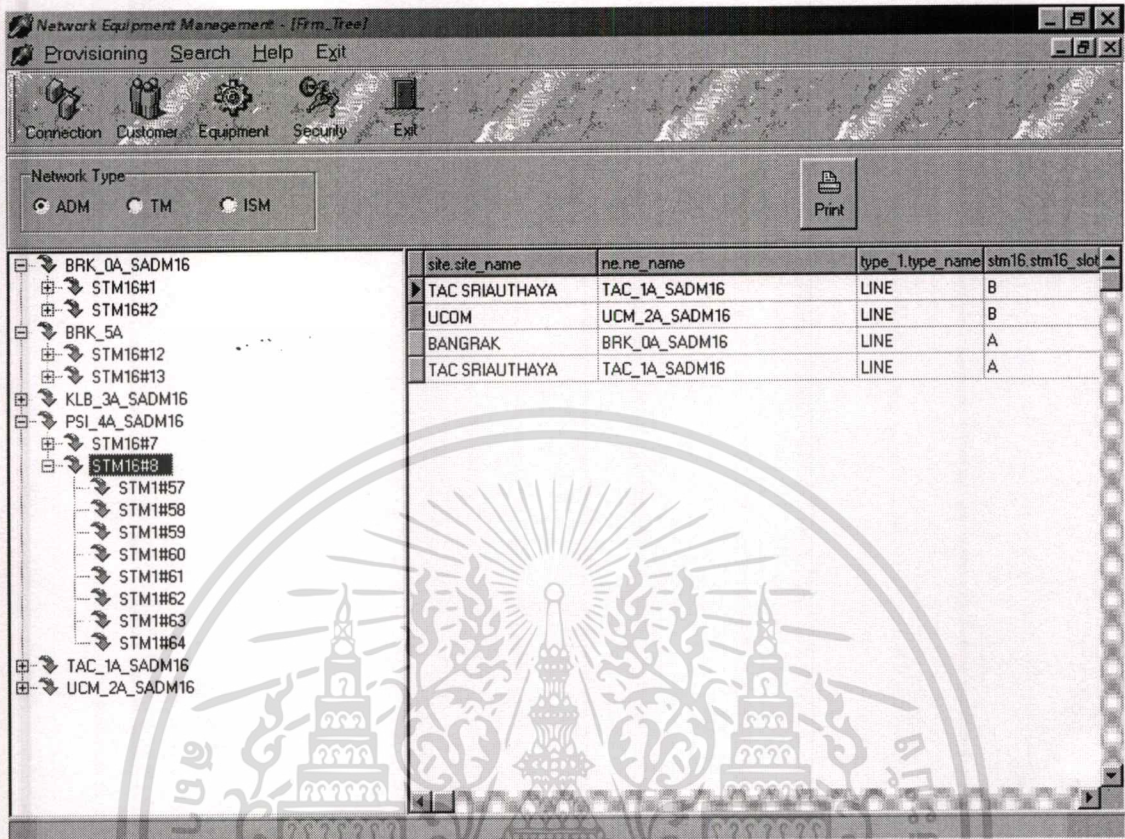 Network Equipment Management - [Frm_Tree]
Provisioning Search Help Exit
Connection Customer Equipment Security Exit
Network Type
ADM TM ISM
Print
BRK_0A_SADM16
STM16#1
STM16#2
BRK_5A
STM16#12
STM16#13
KLB_3A_SADM16
PSI_4A_SADM16
STM16#7
STM16#8
STM1#57
STM1#58
STM1#59
STM1#60
STM1#61
STM1#62
STM1#63
STM1#64
TAC_1A_SADM16
UCM_2A_SADM16
site.site_name ne.ne_name type_1.type_name stm16.stm16_slot
TAC SRIAUTHAYA TAC_1A_SADM16 LINE B
UCOM UCM_2A_SADM16 LINE B
BANGRAK BRK_0A_SADM16 LINE A
TAC SRIAUTHAYA TAC_1A_SADM16 LINE A